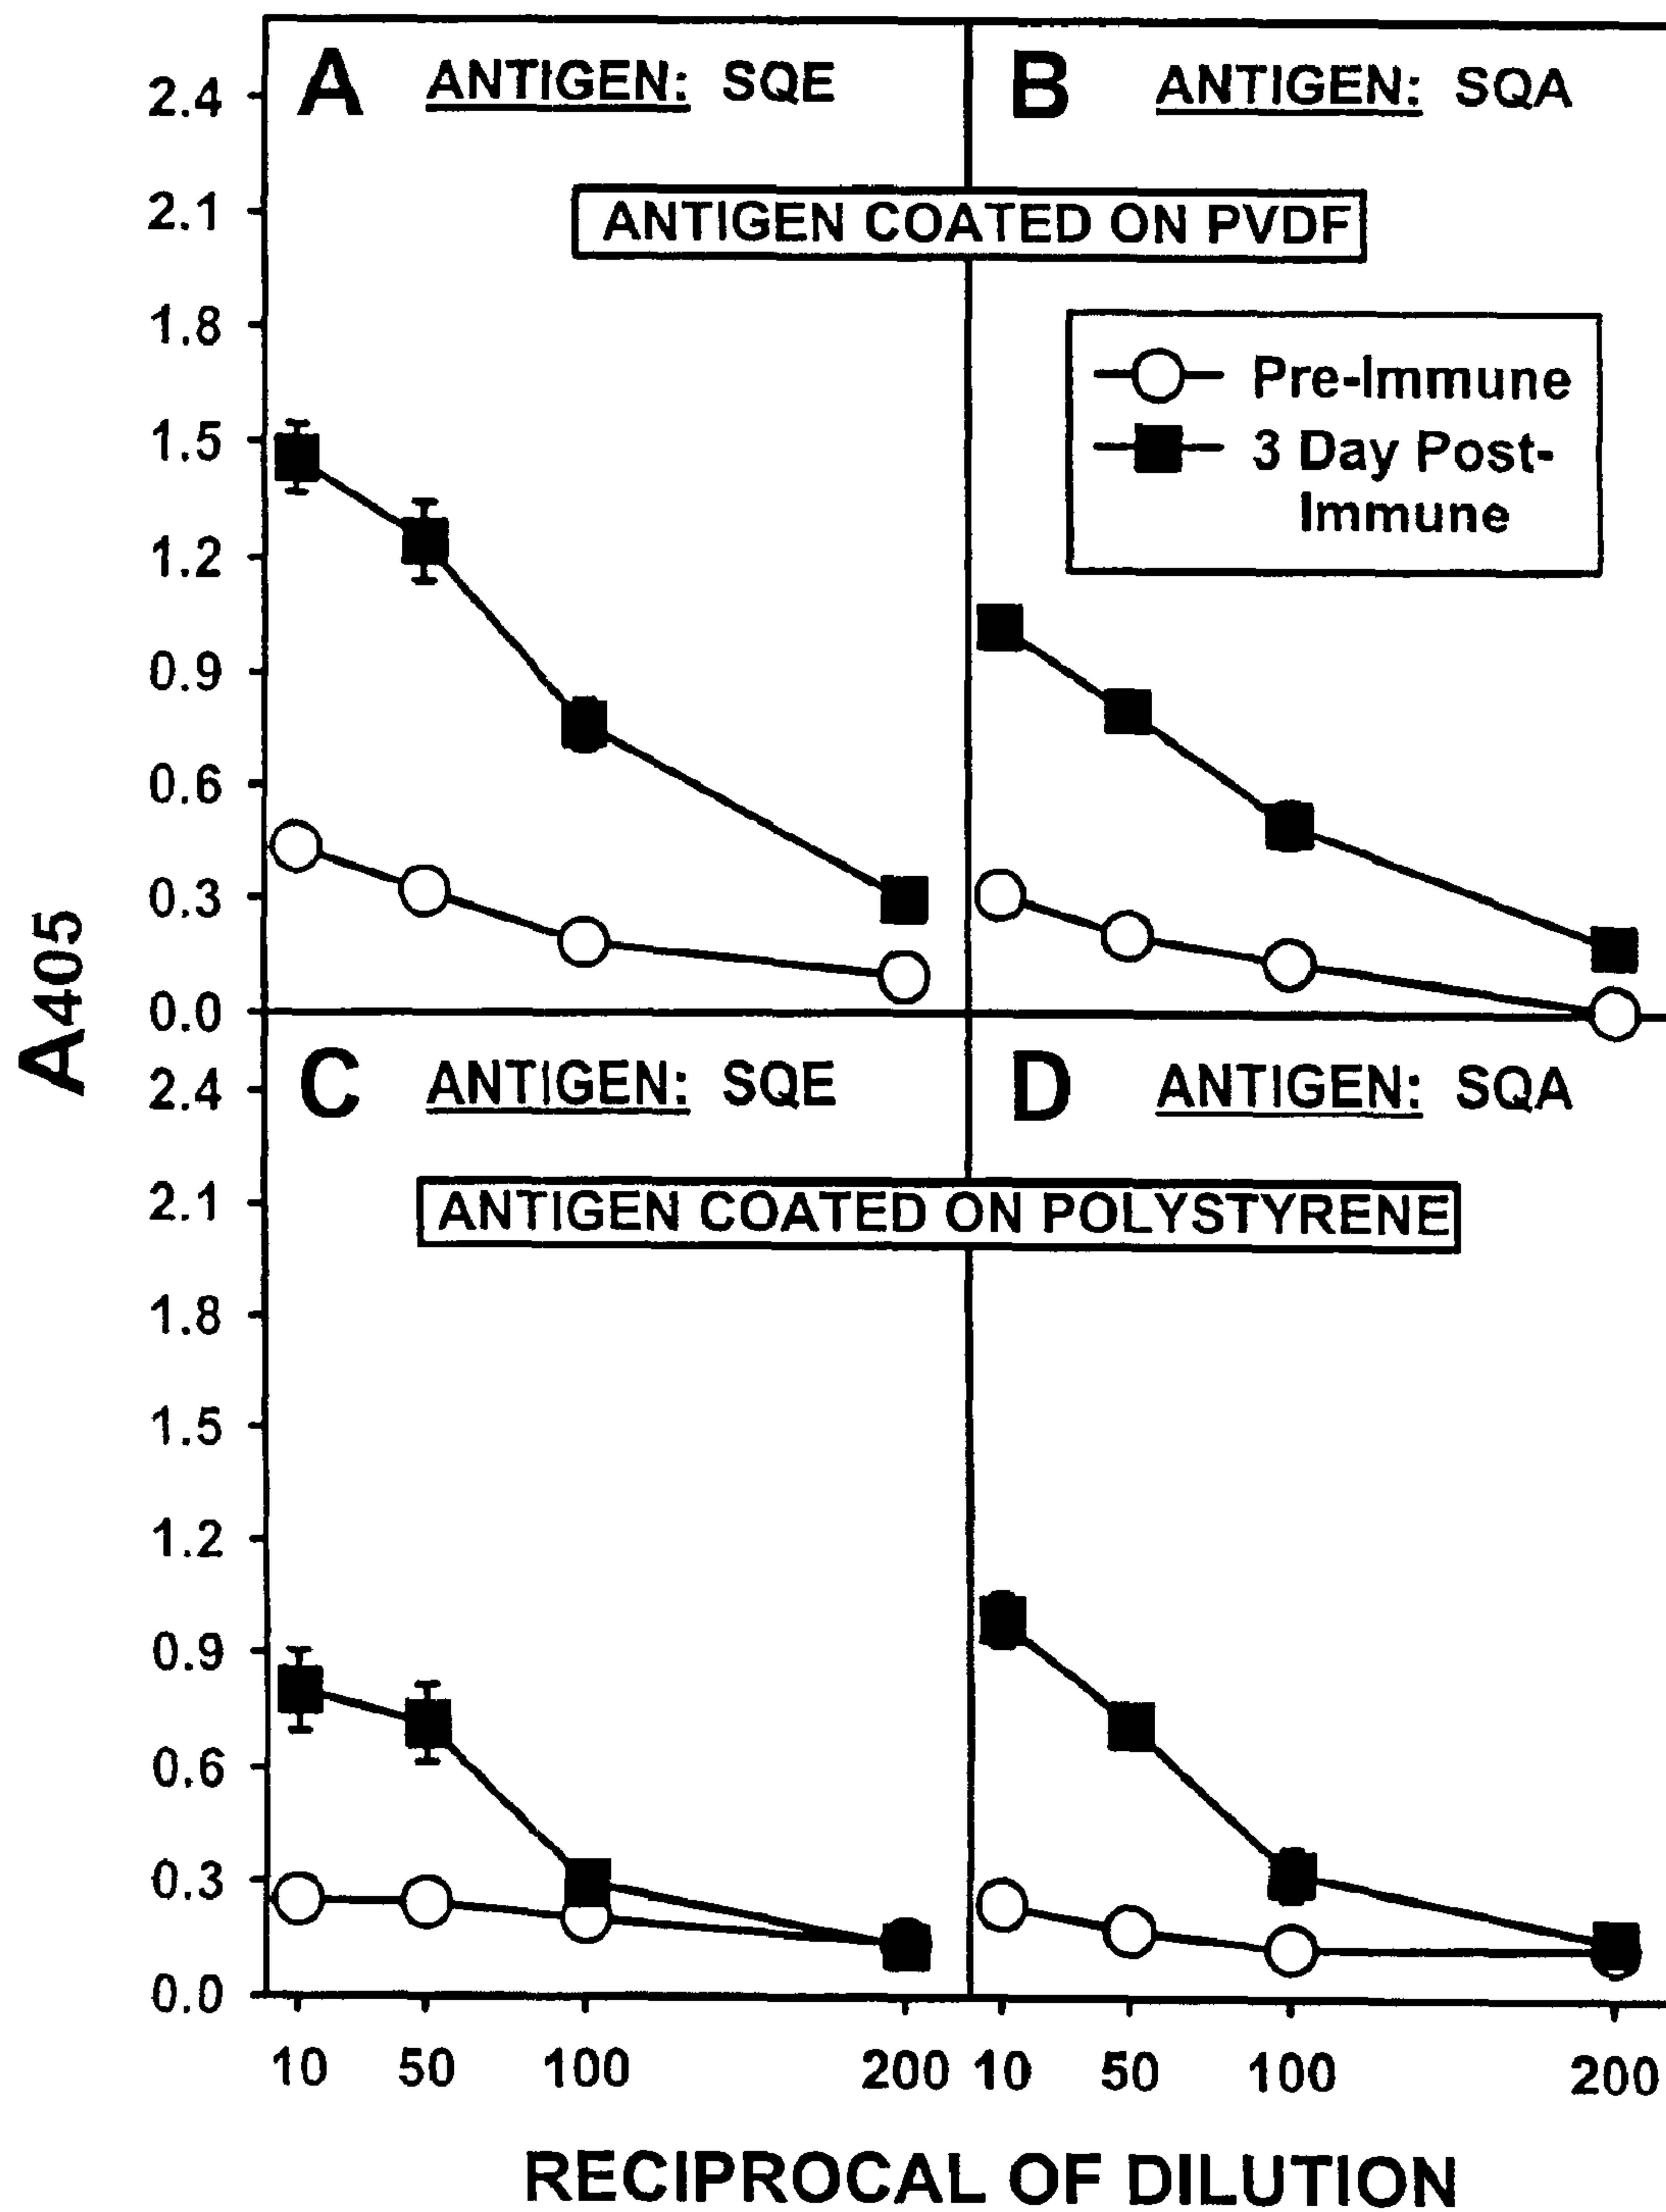 A ANTIGEN: SQE
B ANTIGEN: SQA
ANTIGEN COATED ON PVDF
Pre-Immune
3 Day Post-
Immune
2.4
2.1
1.8
1.5
1.2
0.9
0.6
0.3
0.0
A405
C ANTIGEN: SQE
D ANTIGEN: SQA
ANTIGEN COATED ON POLYSTYRENE
2.4
2.1
1.8
1.5
1.2
0.9
0.6
0.3
0.0
10 50 100 200 10 50 100 200
RECIPROCAL OF DILUTION